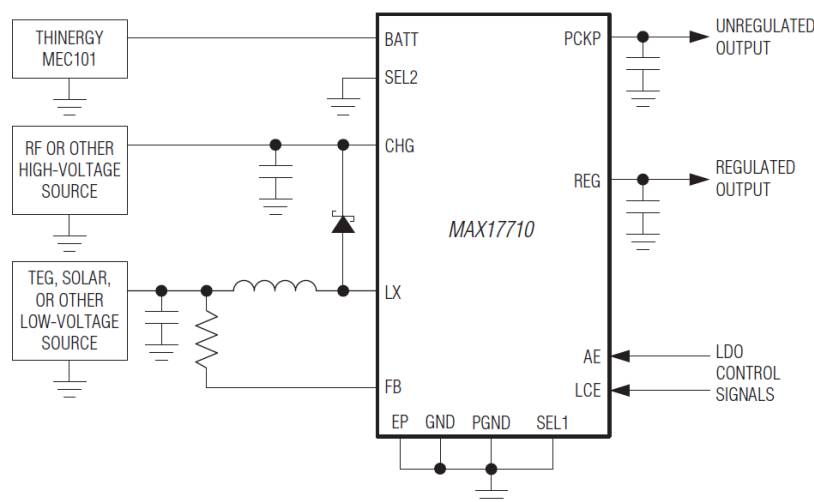 THINERGY
MEC101
RF OR OTHER
HIGH-VOLTAGE
SOURCE
TEG, SOLAR,
OR OTHER
LOW-VOLTAGE
SOURCE
BATT
SEL2
CHG
LX
FB
EP GND PGND SEL1
MAX17710
PCKP
REG
AE
LCE
UNREGULATED
OUTPUT
REGULATED
OUTPUT
LDO
CONTROL
SIGNALS